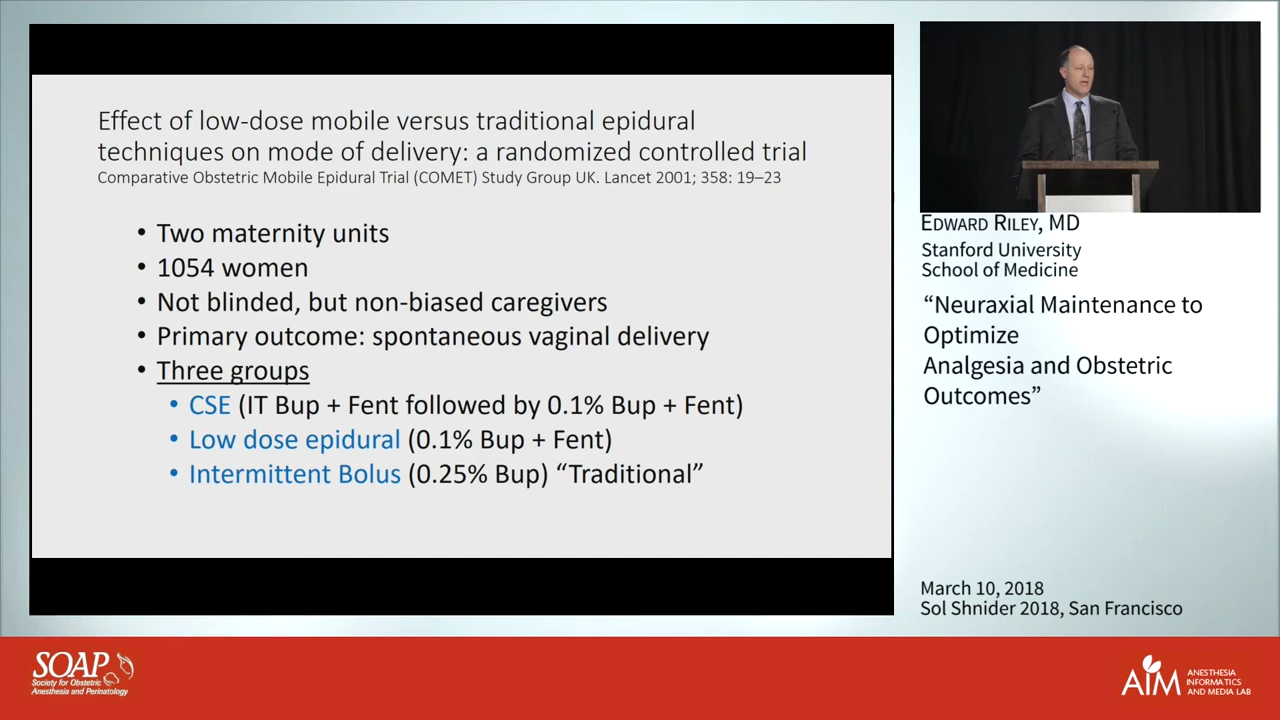 Effect of low-dose mobile versus traditional epidural
techniques on mode of delivery: a randomized controlled trial
Comparative Obstetric Mobile Epidural Trial (COMET) Study Group UK. Lancet 2001; 358: 19–23
• Two maternity units
• 1054 women
• Not blinded, but non-biased caregivers
• Primary outcome: spontaneous vaginal delivery
• Three groups
• CSE (IT Bup + Fent followed by 0.1% Bup + Fent)
• Low dose epidural (0.1% Bup + Fent)
• Intermittent Bolus (0.25% Bup) “Traditional”
EDWARD RILEY, MD
Stanford University
School of Medicine
“Neuraxial Maintenance to
Optimize
Analgesia and Obstetric
Outcomes”
March 10, 2018
Sol Shnider 2018, San Francisco
SOAP
Society for Obstetric
Anesthesia and Perinatology
AIM
ANESTHESIA
INFORMATICS
AND MEDIA LAB